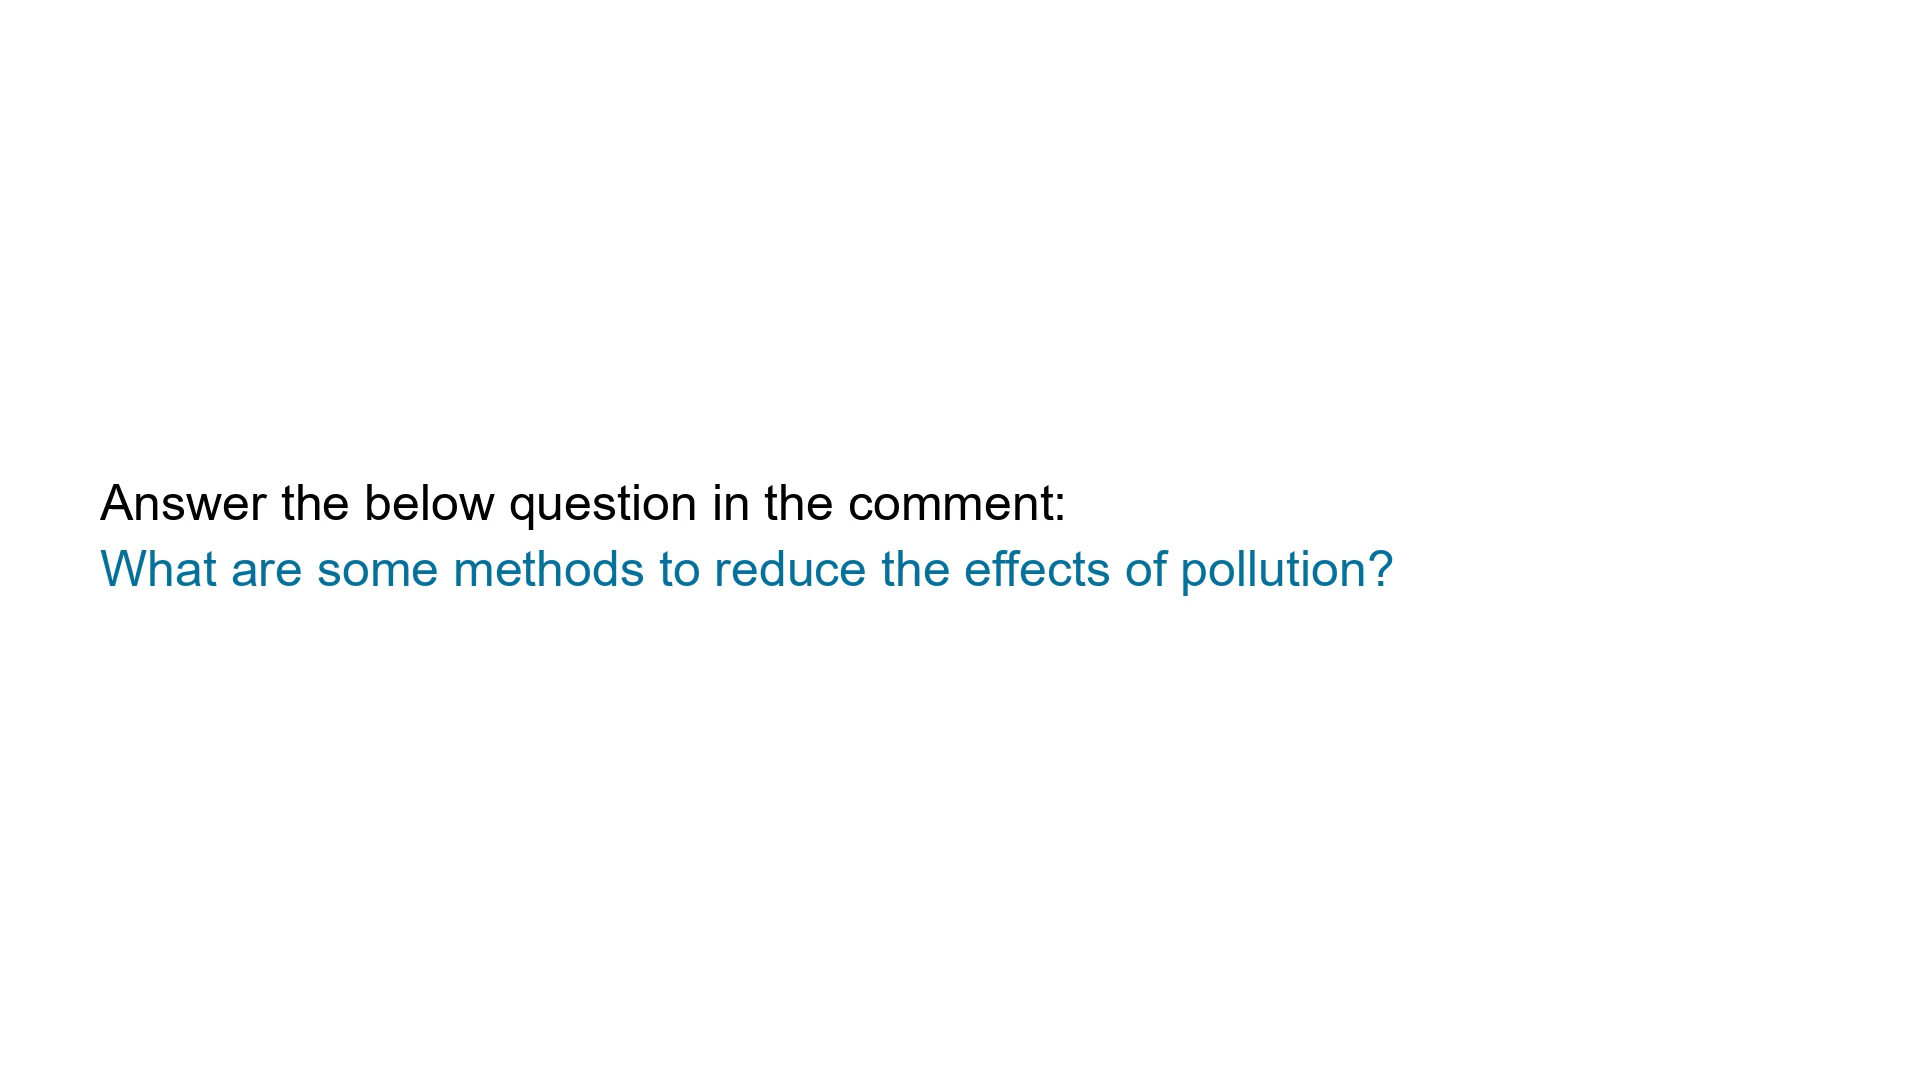 Answer the below question in the comment:
What are some methods to reduce the effects of pollution?